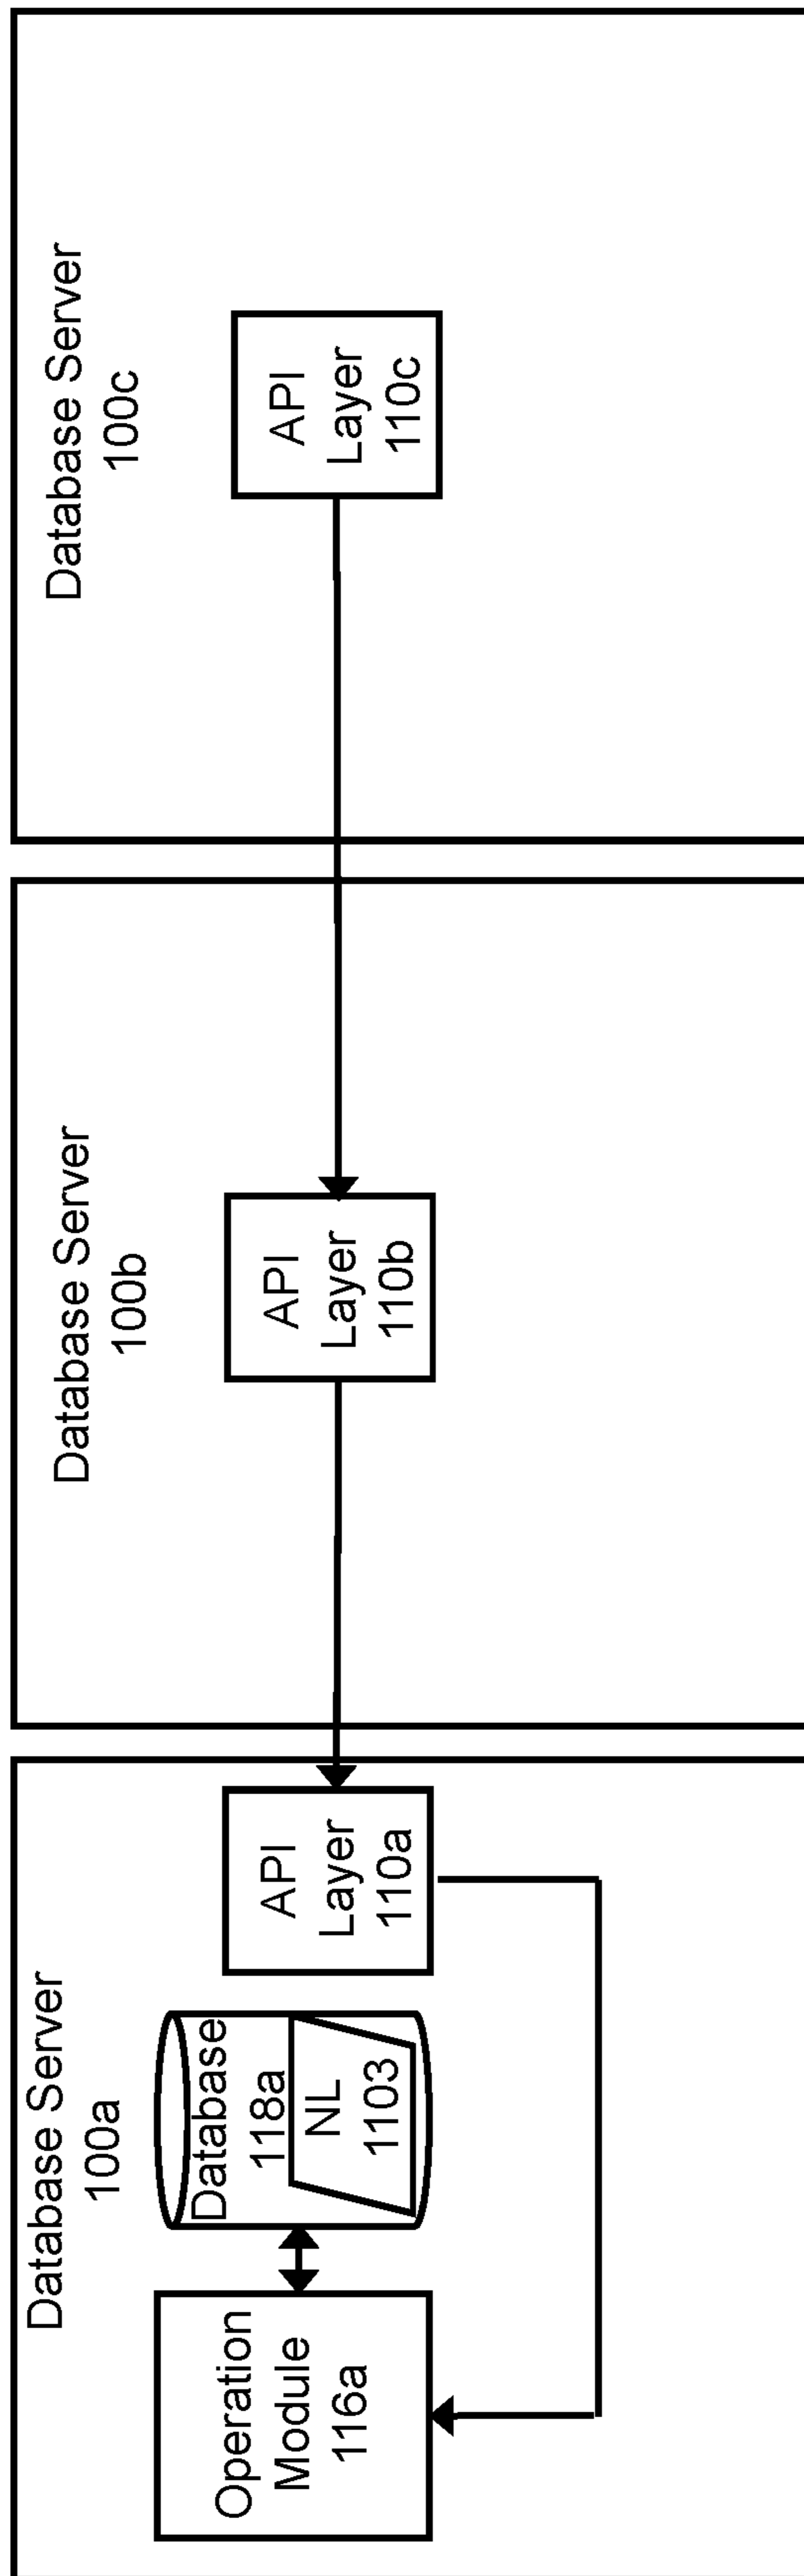 Database Server
100a
Operation
Module
116a
Database
118a
NL
1103
API
Layer
110a
Database Server
100b
API
Layer
110b
Database Server
100c
API
Layer
110c